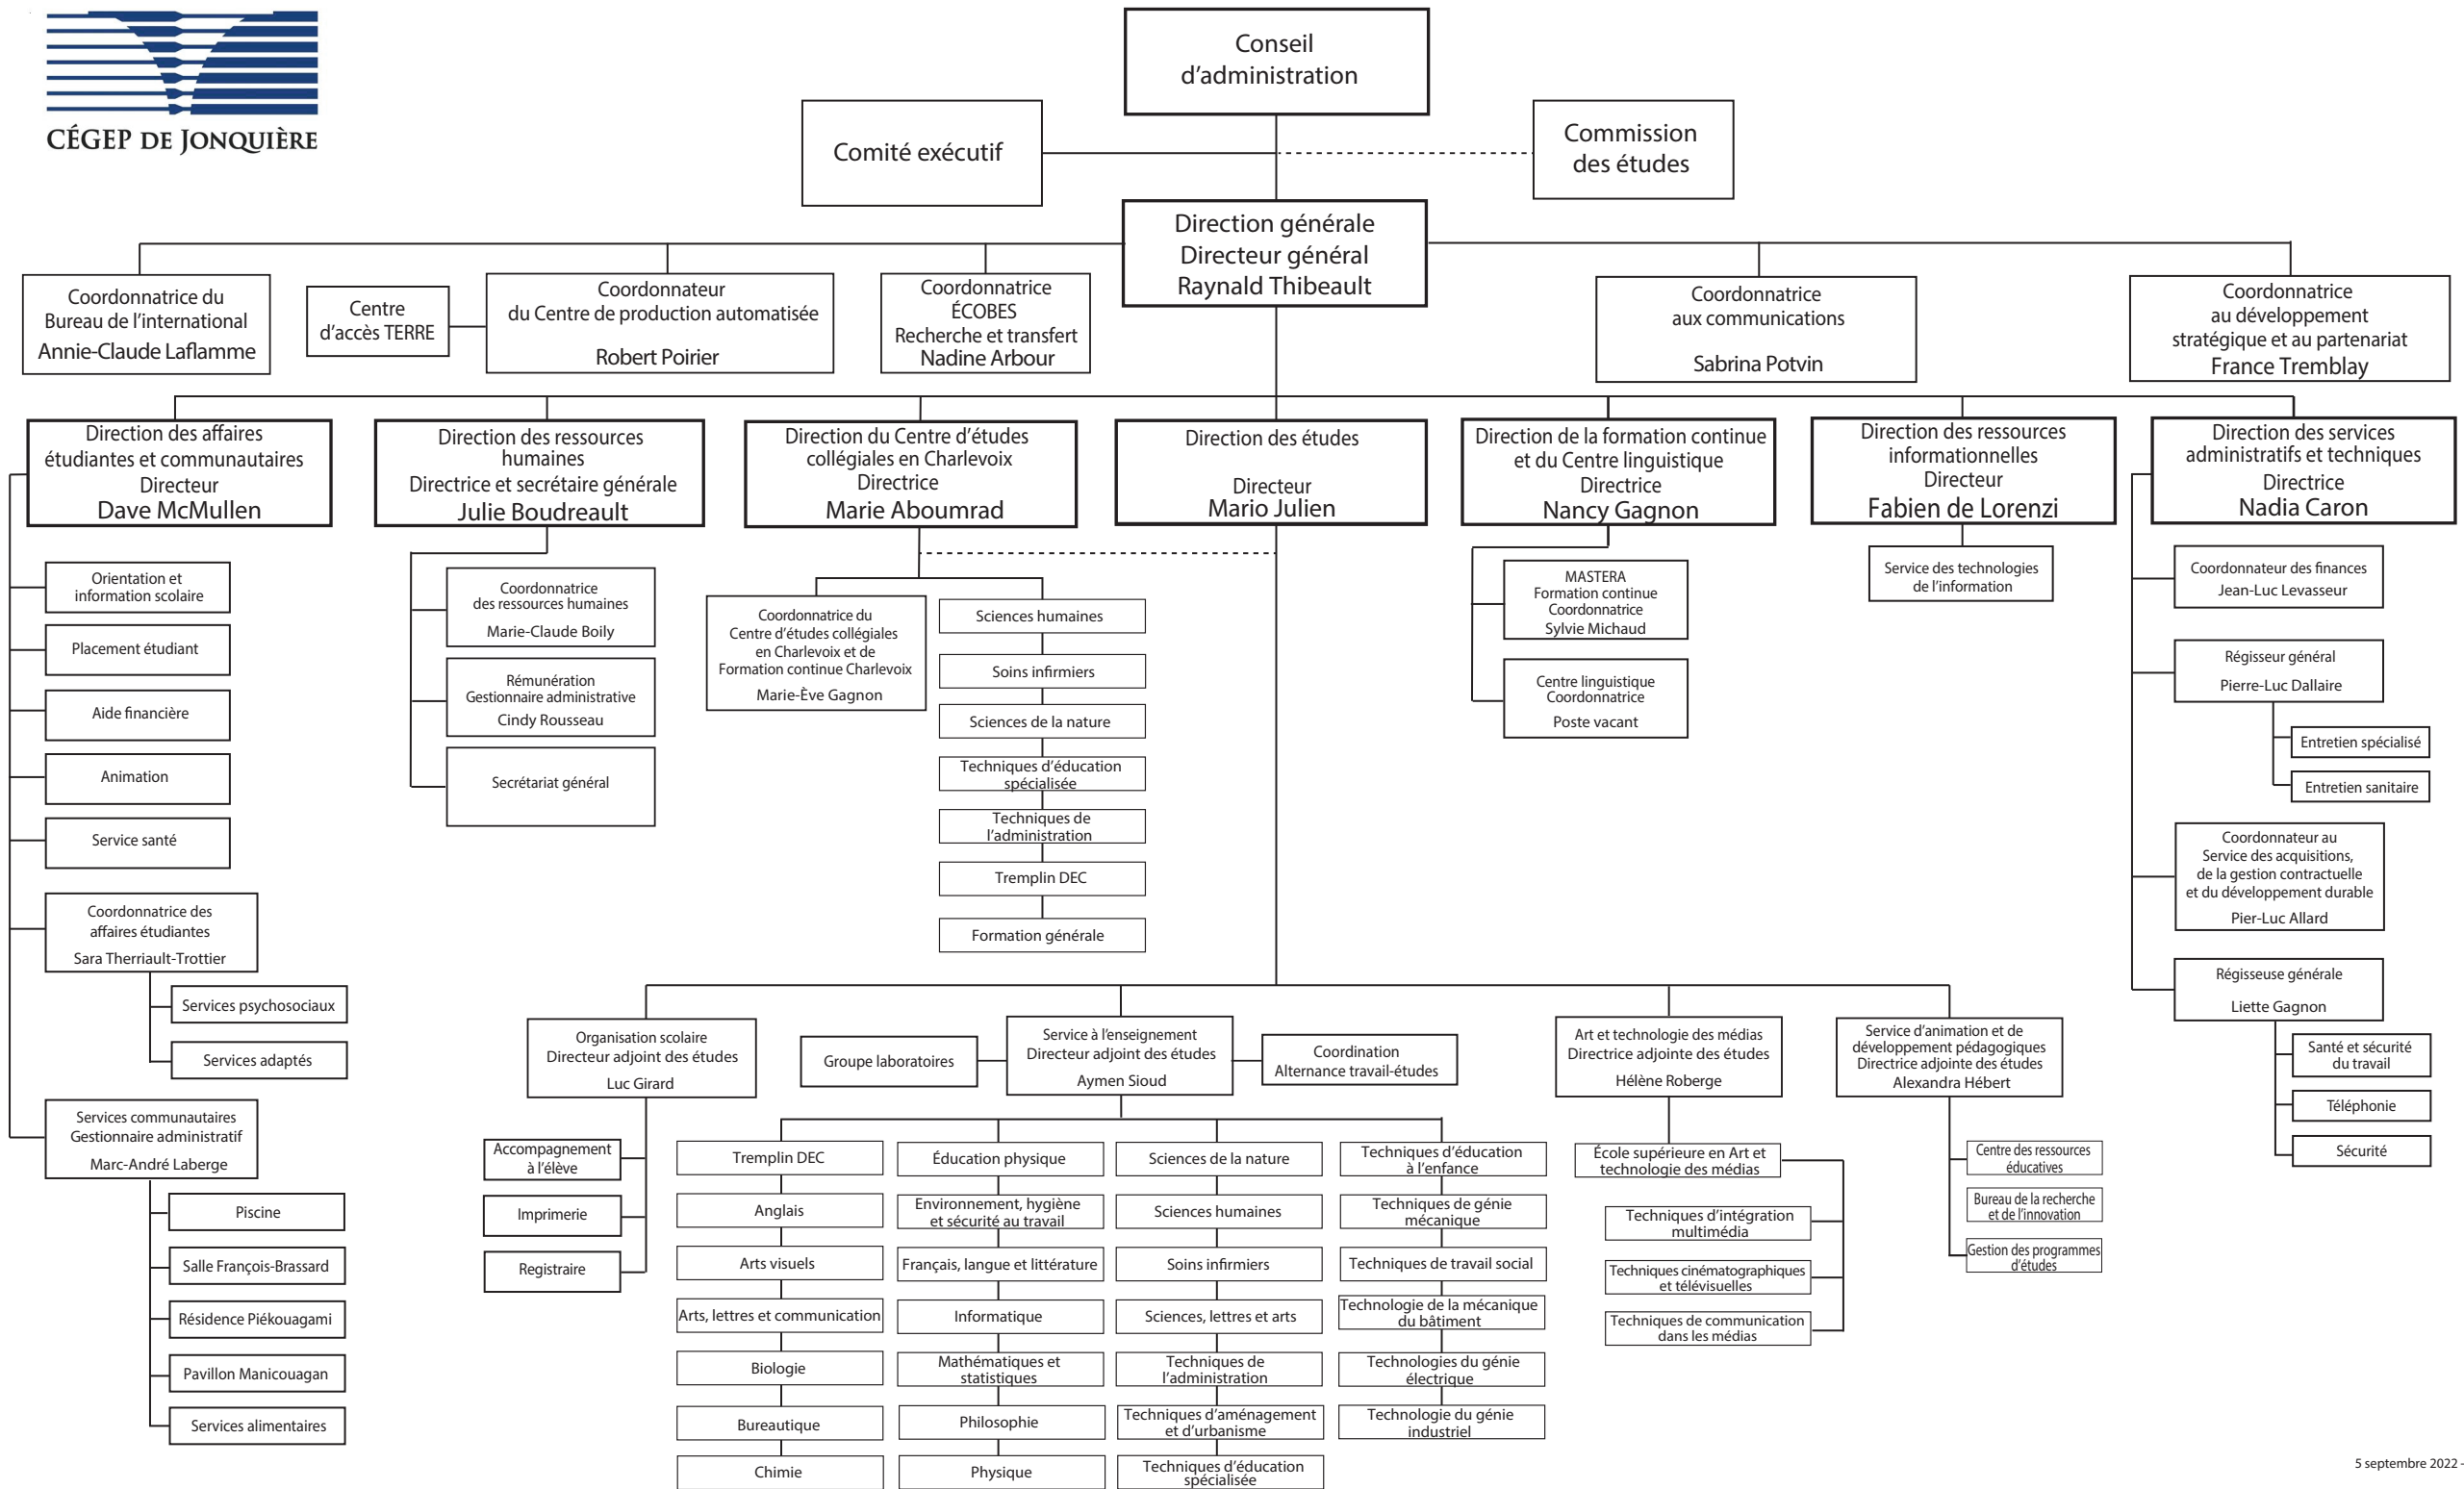 CÉGEP DE JONQUIÈRE
Conseil
d'administration
Comité exécutif
Commission
des études
Direction générale
Directeur général
Raynald Thibeault
Coordonnatrice du
Bureau de l'international
Annie-Claude Laflamme
Centre
d'accès TERRE
Coordonnateur
du Centre de production automatisée
Robert Poirier
Coordonnatrice
ÉCOBES
Recherche et transfert
Nadine Arbour
Coordonnatrice
aux communications
Sabrina Potvin
Coordonnatrice
au développement
stratégique et au partenariat
France Tremblay
Direction des affaires
étudiantes et communautaires
Directeur
Dave McMullen
Direction des ressources
humaines
Directrice et secrétaire générale
Julie Boudreault
Direction du Centre d'études
collégiales en Charlevoix
Directrice
Marie Aboumrad
Direction des études
Directeur
Mario Julien
Direction de la formation continue
et du Centre linguistique
Directrice
Nancy Gagnon
Direction des ressources
informationnelles
Directeur
Fabien de Lorenzi
Direction des services
administratifs et techniques
Directrice
Nadia Caron
Orientation et
information scolaire
Placement étudiant
Aide financière
Animation
Service santé
Coordonnatrice des
affaires étudiantes
Sara Therriault-Trottier
Services psychosociaux
Services adaptés
Services communautaires
Gestionnaire administratif
Marc-André Laberge
Piscine
Salle François-Brassard
Résidence Piékouagami
Pavillon Manicouagan
Services alimentaires
Coordonnatrice
des ressources humaines
Marie-Claude Boily
Rémunération
Gestionnaire administrative
Cindy Rousseau
Secrétariat général
Coordonnatrice du
Centre d'études collégiales
en Charlevoix et de
Formation continue Charlevoix
Marie-Ève Gagnon
Sciences humaines
Soins infirmiers
Sciences de la nature
Techniques d'éducation
spécialisée
Techniques de
l'administration
Tremplin DEC
Formation générale
MASTERA
Formation continue
Coordonnatrice
Sylvie Michaud
Centre linguistique
Coordonnatrice
Poste vacant
Service des technologies
de l'information
Coordonnateur des finances
Jean-Luc Levasseur
Régisseur général
Pierre-Luc Dallaire
Entretien spécialisé
Entretien sanitaire
Coordonnateur au
Service des acquisitions,
de la gestion contractuelle
et du développement durable
Pier-Luc Allard
Régisseuse générale
Liette Gagnon
Santé et sécurité
du travail
Téléphonie
Sécurité
Organisation scolaire
Directeur adjoint des études
Luc Girard
Accompagnement
à l'élève
Imprimerie
Registraire
Groupe laboratoires
Service à l'enseignement
Directeur adjoint des études
Aymen Sioud
Coordination
Alternance travail-études
Tremplin DEC
Anglais
Arts visuels
Arts, lettres et communication
Biologie
Bureautique
Chimie
Éducation physique
Environnement, hygiène
et sécurité au travail
Français, langue et littérature
Informatique
Mathématiques et
statistiques
Philosophie
Physique
Sciences de la nature
Sciences humaines
Soins infirmiers
Sciences, lettres et arts
Techniques de
l'administration
Techniques d'aménagement
et d'urbanisme
Techniques d'éducation
spécialisée
Techniques d'éducation
à l'enfance
Techniques de génie
mécanique
Techniques de travail social
Technologie de la mécanique
du bâtiment
Technologies du génie
électrique
Technologie du génie
industriel
Art et technologie des médias
Directrice adjointe des études
Hélène Roberge
École supérieure en Art et
technologie des médias
Techniques d'intégration
multimédia
Techniques cinématographiques
et télévisuelles
Techniques de communication
dans les médias
Service d'animation et de
développement pédagogiques
Directrice adjointe des études
Alexandra Hébert
Centre des ressources
éducatives
Bureau de la recherche
et de l'innovation
Gestion des programmes
d'études
5 septembre 2022 -